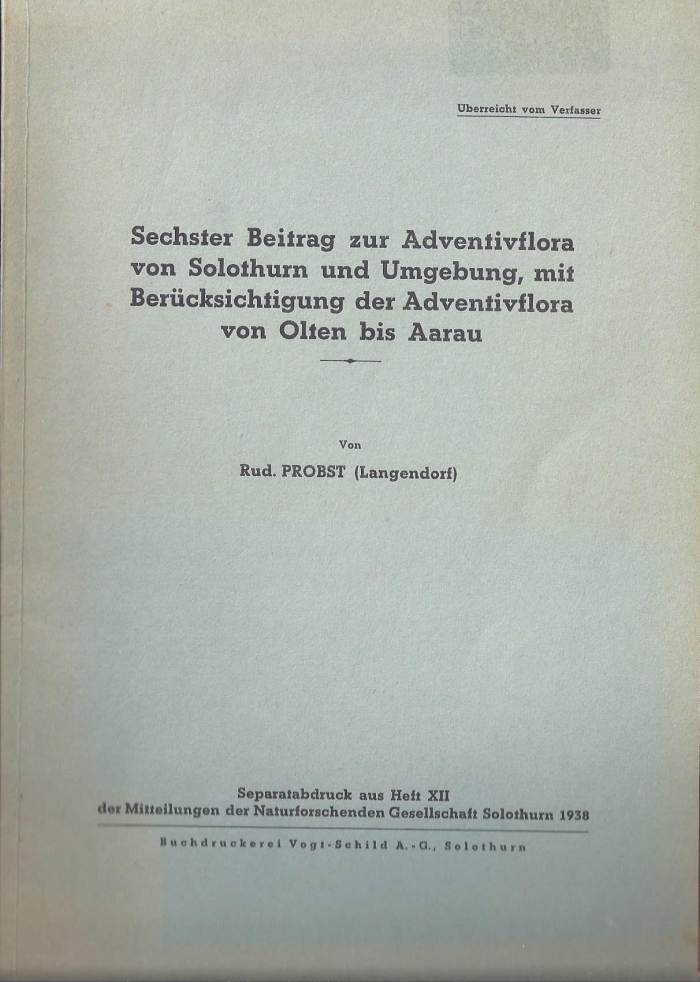 Überreicht vom Verfasser
Sechster Beitrag zur Adventivflora
von Solothurn und Umgebung, mit
Berücksichtigung der Adventivflora
von Olten bis Aarau
Von
Rud. PROBST (Langendorf)
Separatabdruck aus Heft XII
der Mitteilungen der Naturforschenden Gesellschaft Solothurn 1938
Buchdruckerei Vogt-Schild A.-G., Solothurn